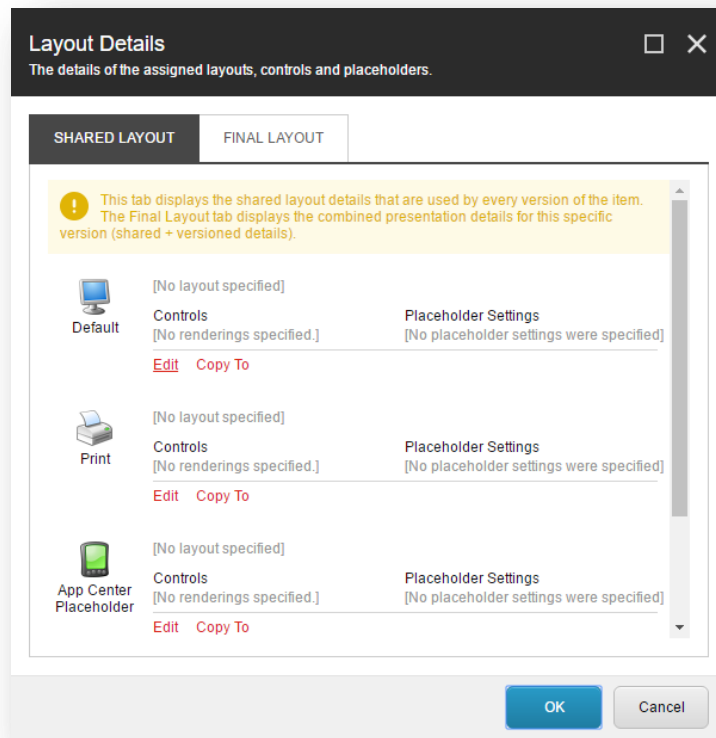 Layout Details
The details of the assigned layouts, controls and placeholders.
SHARED LAYOUT
FINAL LAYOUT
This tab displays the shared layout details that are used by every version of the item.
The Final Layout tab displays the combined presentation details for this specific
version (shared + versioned details).
Default
[No layout specified]
Controls
Placeholder Settings
[No renderings specified.]
[No placeholder settings were specified]
Edit Copy To
Print
[No layout specified]
Controls
Placeholder Settings
[No renderings specified.]
[No placeholder settings were specified]
Edit Copy To
App Center
Placeholder
[No layout specified]
Controls
Placeholder Settings
[No renderings specified.]
[No placeholder settings were specified]
Edit Copy To
OK
Cancel